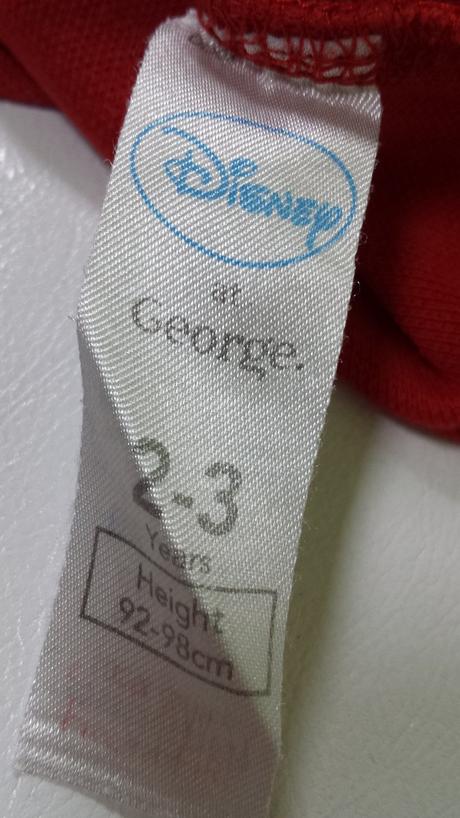 Disney
at
George.
2-3
Years
Height
92-98cm